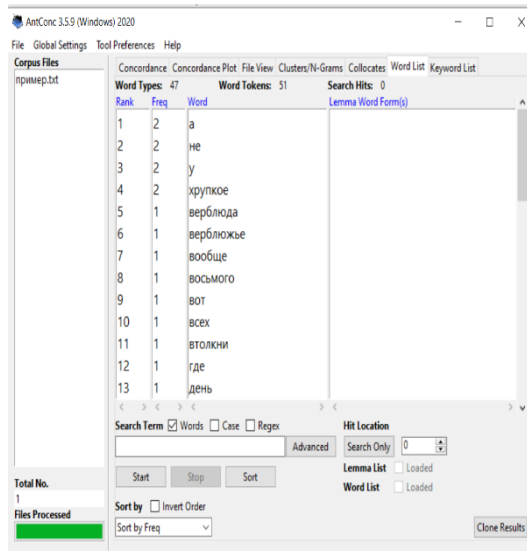 AntConc 3.5.9 (Windows) 2020
File Global Settings Tool Preferences Help
Corpus Files
пример.txt
Concordance Concordance Plot File View Clusters/N-Grams Collocates Word List Keyword List
Word Types: 47 Word Tokens: 51 Search Hits: 0
Rank Freq Word Lemma Word Form(s)
1 2 а
2 2 не
3 2 у
4 2 хрупкое
5 1 верблюда
6 1 верблюжье
7 1 вообще
8 1 восьмого
9 1 вот
10 1 всех
11 1 втолкни
12 1 где
13 1 день
Search Term Words Case Regex Hit Location
Advanced Search Only 0
Start Stop Sort Lemma List Loaded
Word List Loaded
Total No.
1
Files Processed
Sort by Invert Order
Sort by Freq
Clone Results